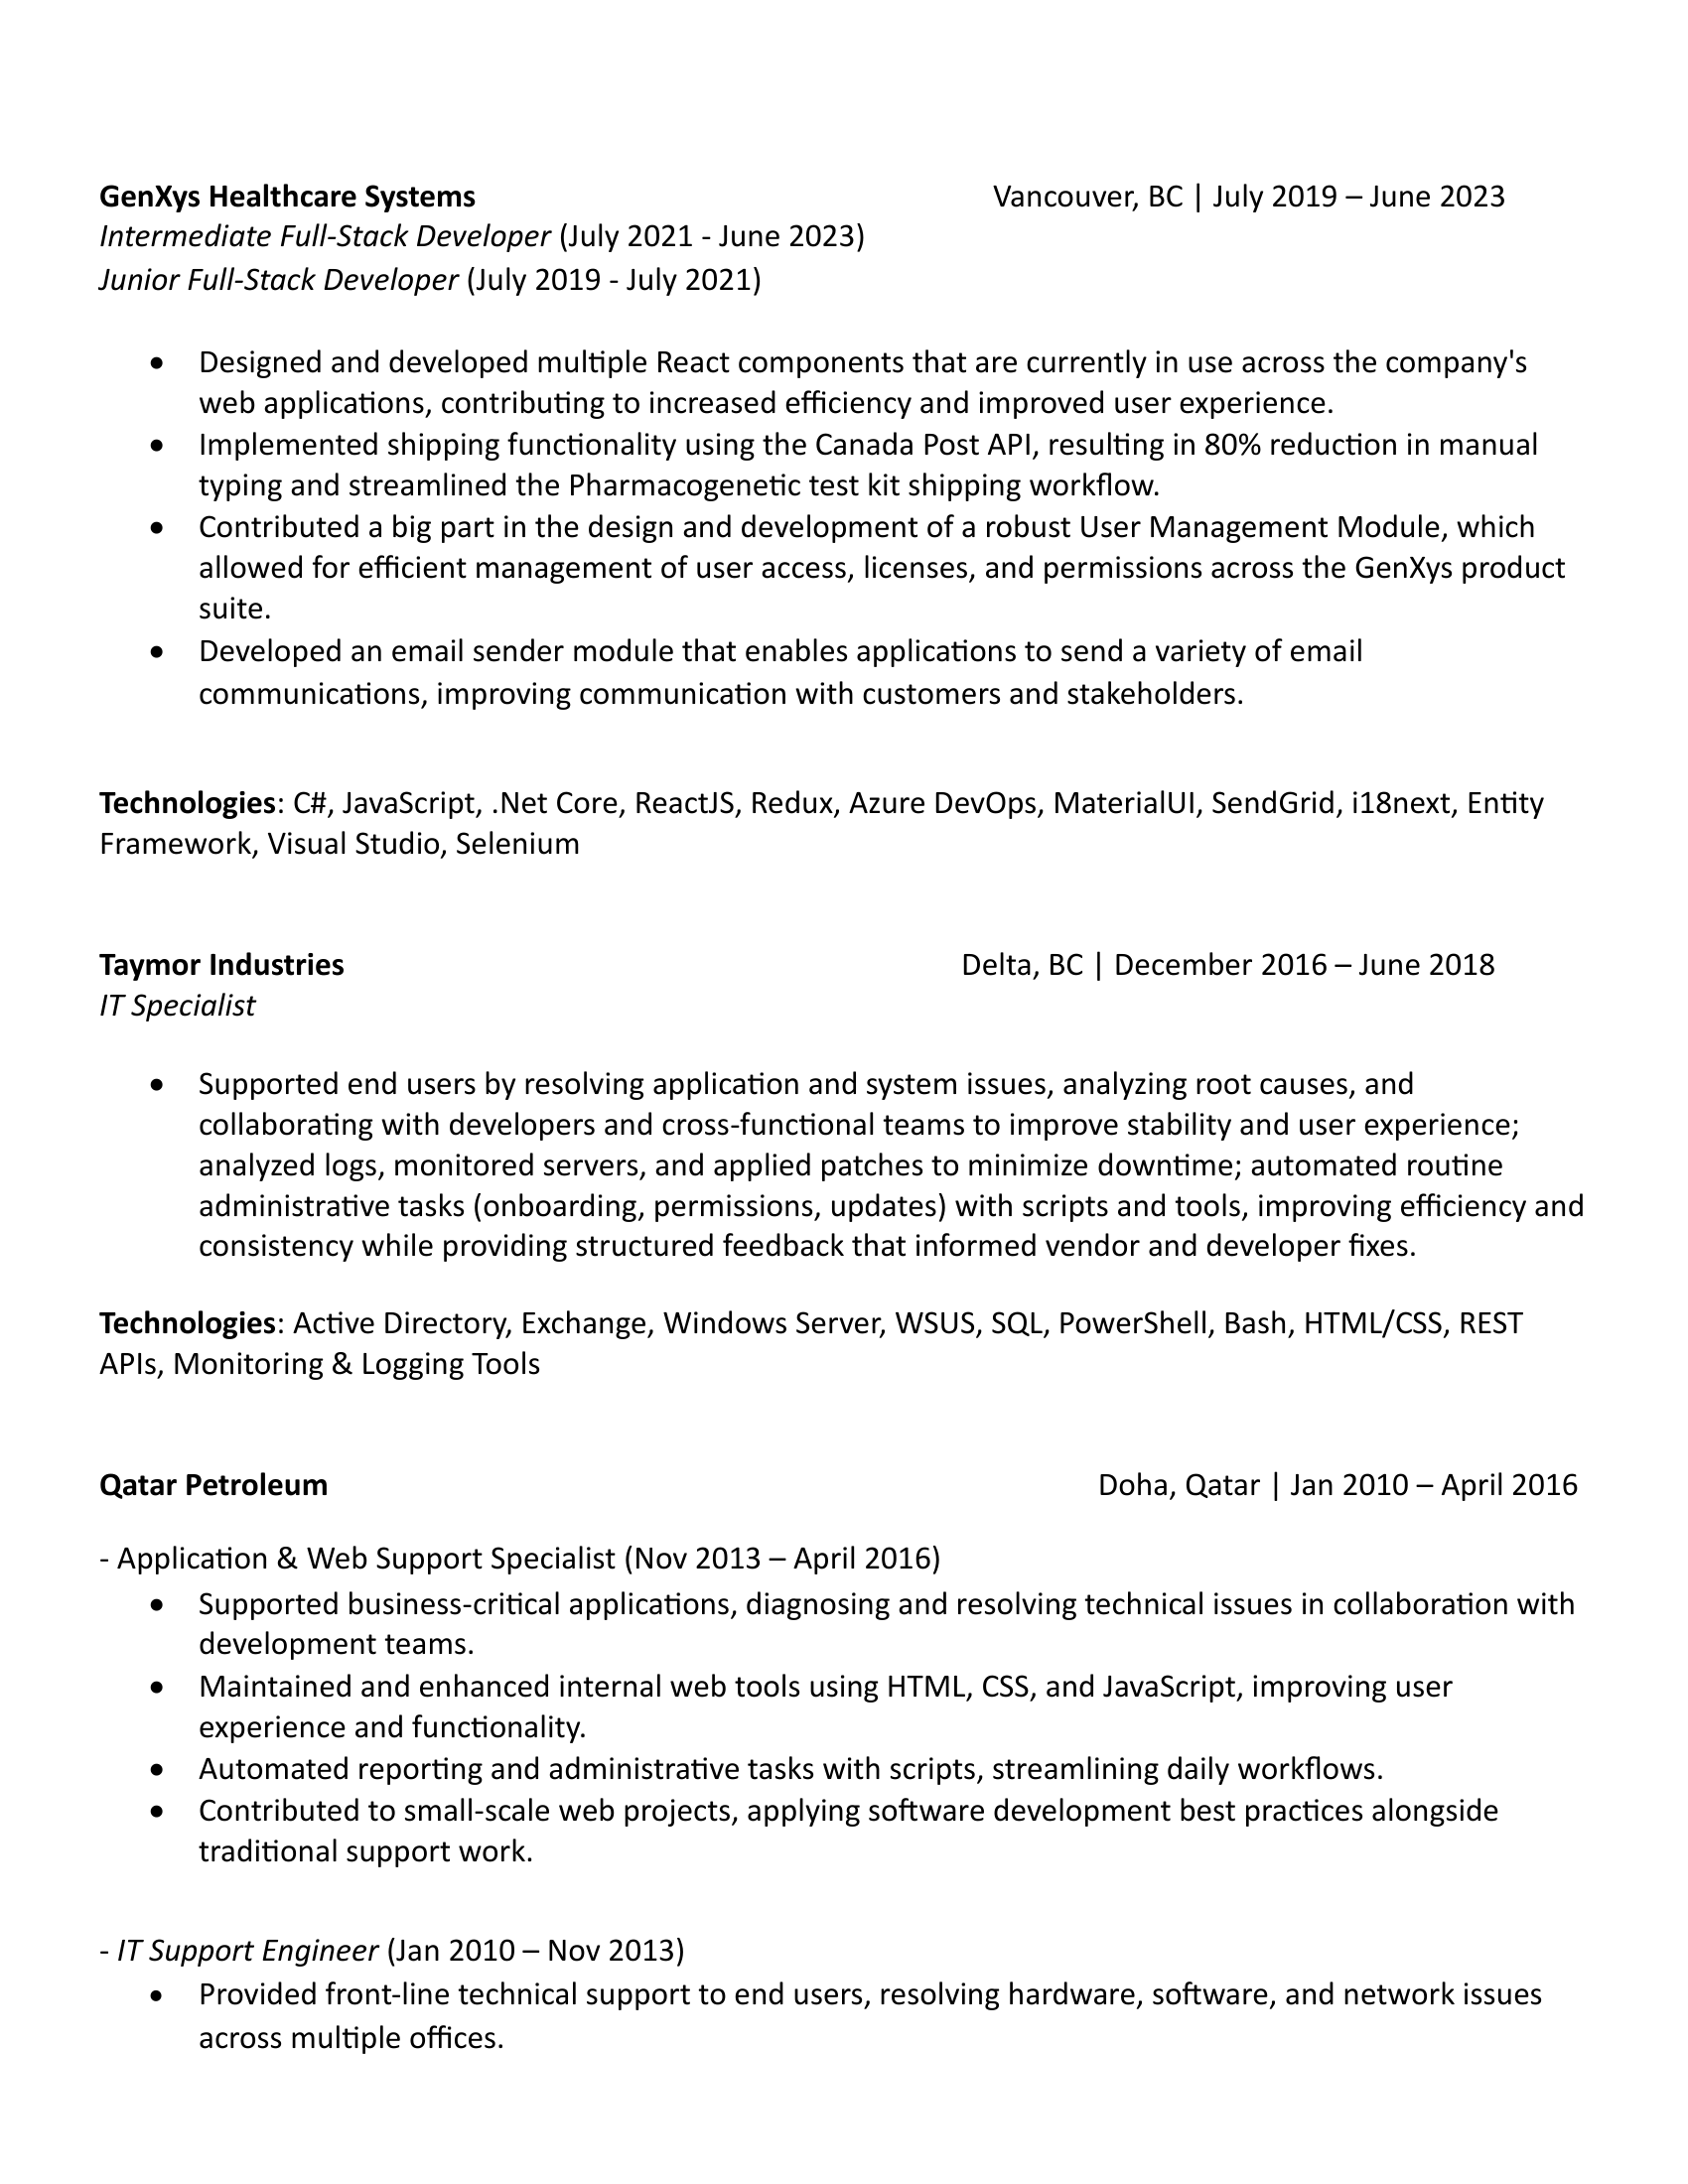 GenXys Healthcare Systems Vancouver, BC | July 2019 – June 2023
Intermediate Full-Stack Developer (July 2021 - June 2023)
Junior Full-Stack Developer (July 2019 - July 2021)
• Designed and developed multiple React components that are currently in use across the company's
web applications, contributing to increased efficiency and improved user experience.
• Implemented shipping functionality using the Canada Post API, resulting in 80% reduction in manual
typing and streamlined the Pharmacogenetic test kit shipping workflow.
• Contributed a big part in the design and development of a robust User Management Module, which
allowed for efficient management of user access, licenses, and permissions across the GenXys product
suite.
• Developed an email sender module that enables applications to send a variety of email
communications, improving communication with customers and stakeholders.
Technologies: C#, JavaScript, .Net Core, ReactJS, Redux, Azure DevOps, MaterialUI, SendGrid, i18next, Entity
Framework, Visual Studio, Selenium
Taymor Industries Delta, BC | December 2016 – June 2018
IT Specialist
• Supported end users by resolving application and system issues, analyzing root causes, and
collaborating with developers and cross-functional teams to improve stability and user experience;
analyzed logs, monitored servers, and applied patches to minimize downtime; automated routine
administrative tasks (onboarding, permissions, updates) with scripts and tools, improving efficiency and
consistency while providing structured feedback that informed vendor and developer fixes.
Technologies: Active Directory, Exchange, Windows Server, WSUS, SQL, PowerShell, Bash, HTML/CSS, REST
APIs, Monitoring & Logging Tools
Qatar Petroleum Doha, Qatar | Jan 2010 – April 2016
- Application & Web Support Specialist (Nov 2013 – April 2016)
• Supported business-critical applications, diagnosing and resolving technical issues in collaboration with
development teams.
• Maintained and enhanced internal web tools using HTML, CSS, and JavaScript, improving user
experience and functionality.
• Automated reporting and administrative tasks with scripts, streamlining daily workflows.
• Contributed to small-scale web projects, applying software development best practices alongside
traditional support work.
- IT Support Engineer (Jan 2010 – Nov 2013)
• Provided front-line technical support to end users, resolving hardware, software, and network issues
across multiple offices.